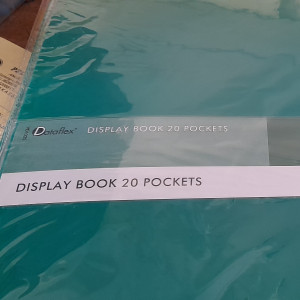 Dataflex DISPLAY BOOK 20 POCKETS
DISPLAY BOOK 20 POCKETS